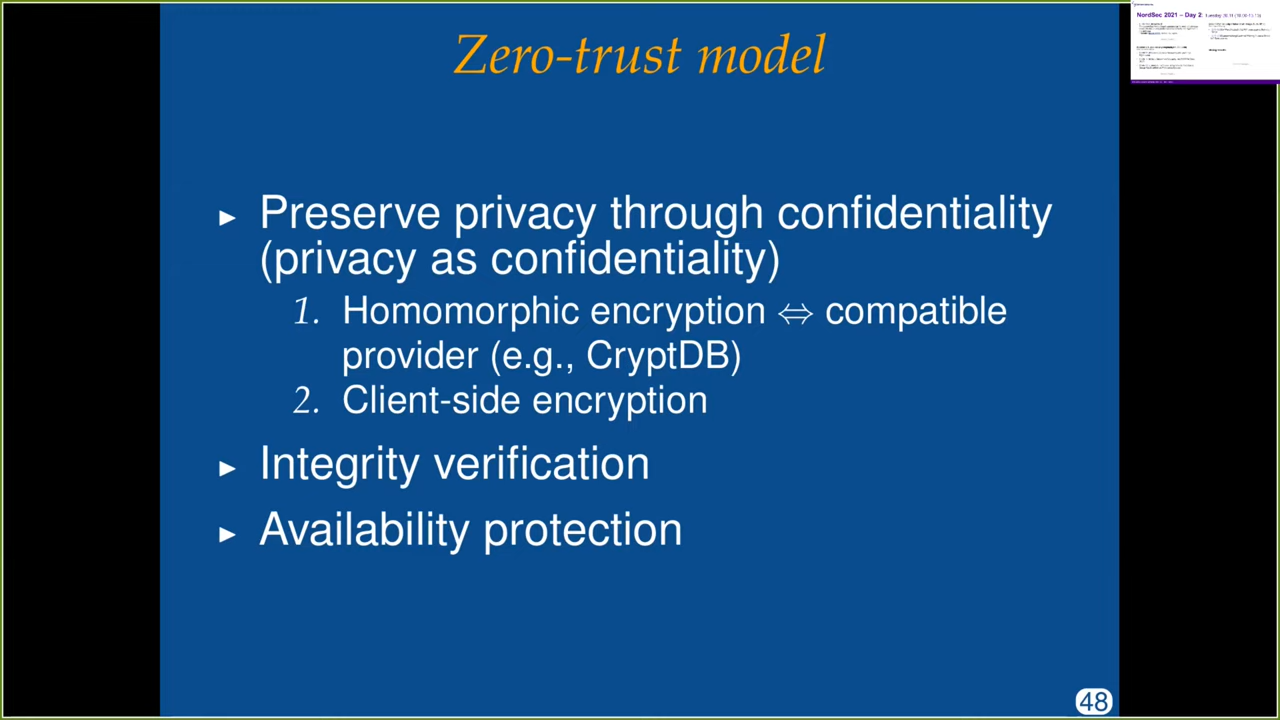 Zero-trust model
► Preserve privacy through confidentiality
(privacy as confidentiality)
1. Homomorphic encryption ⇔ compatible
provider (e.g., CryptDB)
2. Client-side encryption
► Integrity verification
► Availability protection
48
NordSec 2021 – Day 2: